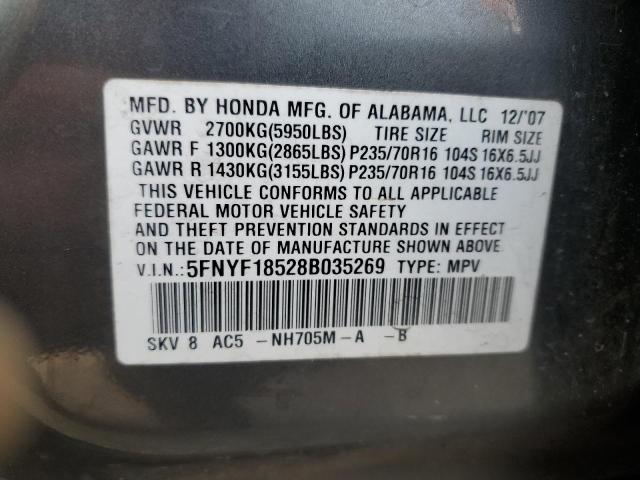 MFD. BY HONDA MFG. OF ALABAMA, LLC 12/'07
GVWR 2700KG(5950LBS) TIRE SIZE RIM SIZE
GAWR F 1300KG(2865LBS) P235/70R16 104S 16X6.5JJ
GAWR R 1430KG(3155LBS) P235/70R16 104S 16X6.5JJ
THIS VEHICLE CONFORMS TO ALL APPLICABLE
FEDERAL MOTOR VEHICLE SAFETY
AND THEFT PREVENTION STANDARDS IN EFFECT
ON THE DATE OF MANUFACTURE SHOWN ABOVE
V.I.N.:5FNYF18528B035269 TYPE: MPV
SKV 8 AC5 -NH705M-A -B